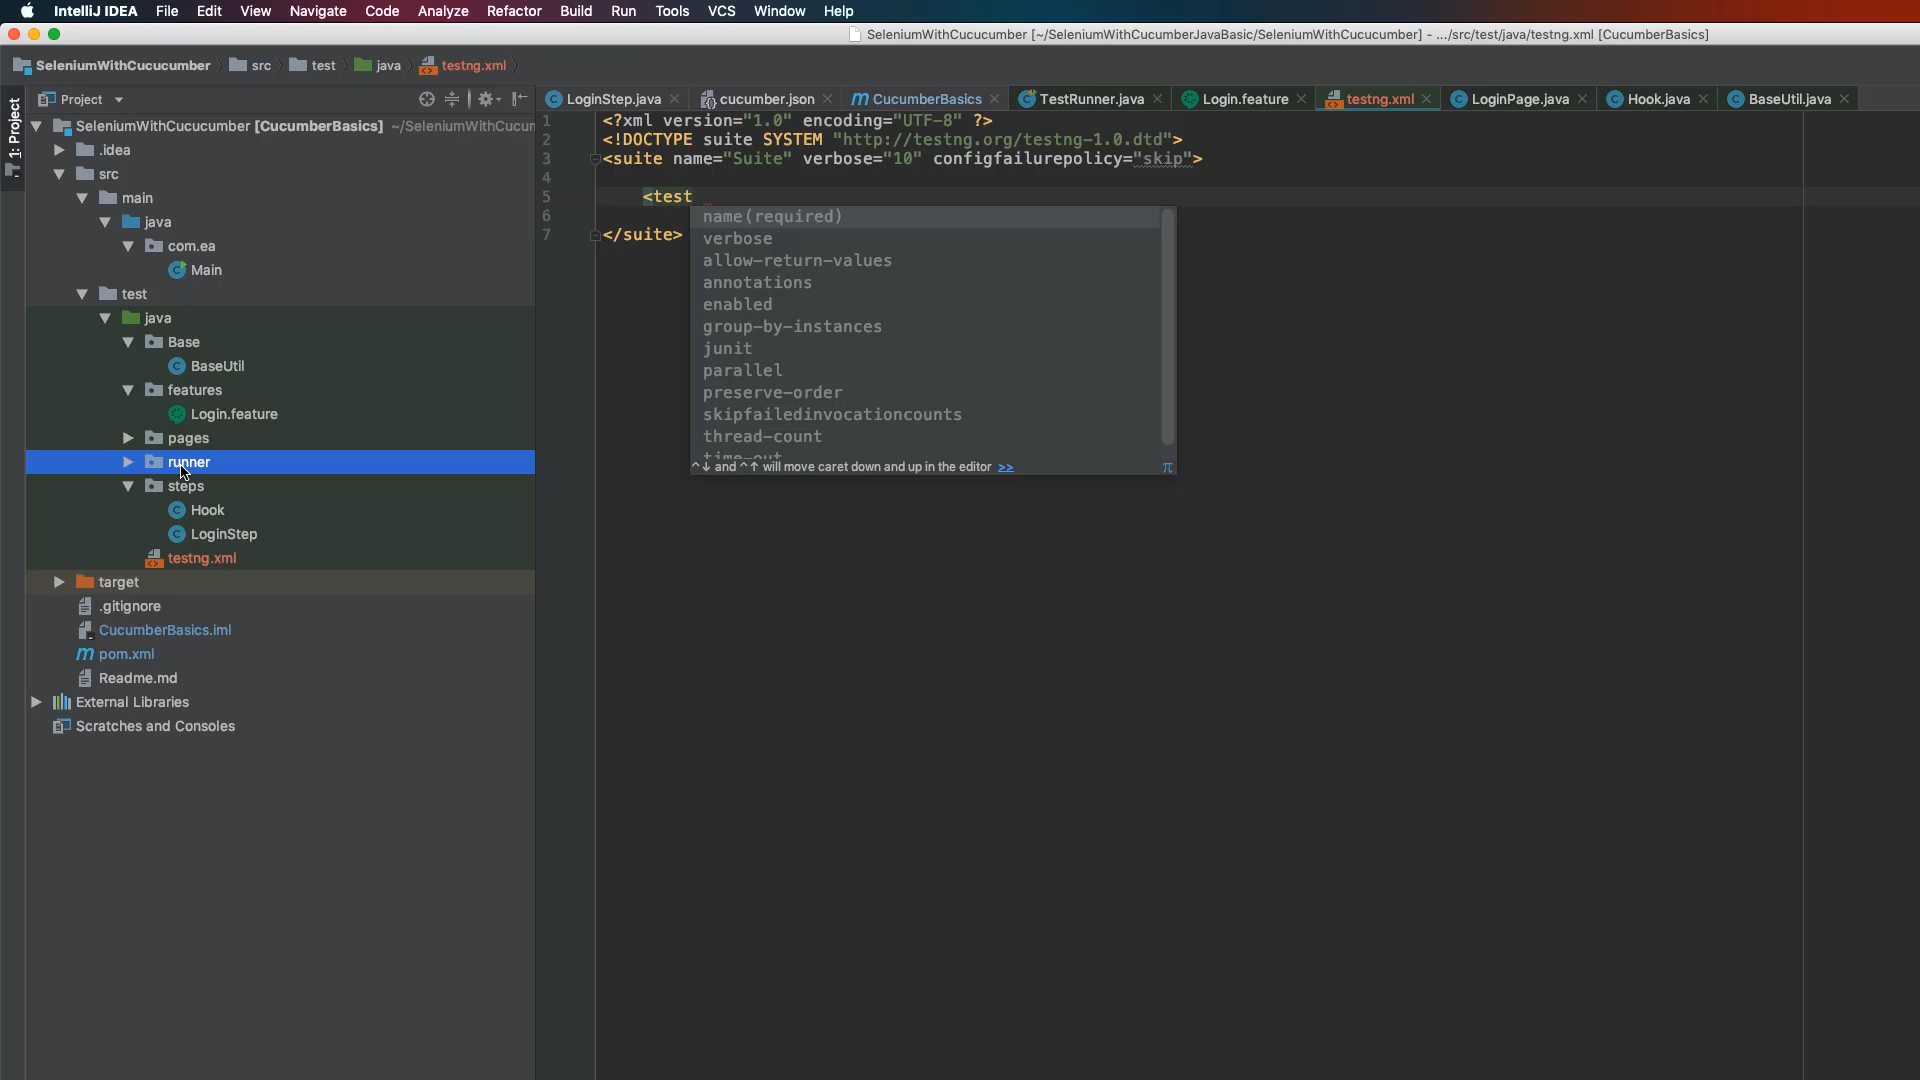 IntelliJ IDEA File Edit View Navigate Code Analyze Refactor Build Run Tools VCS Window Help
SeleniumWithCucucumber [~/SeleniumWithCucumberJavaBasic/SeleniumWithCucucumber] - .../src/test/java/testng.xml [CucumberBasics]
SeleniumWithCucucumber src test java testng.xml
1: Project
Project
LoginStep.java cucumber.json CucumberBasics TestRunner.java Login.feature testng.xml LoginPage.java Hook.java BaseUtil.java
SeleniumWithCucucumber [CucumberBasics] ~/SeleniumWithCucun
.idea
src
main
java
com.ea
Main
test
java
Base
BaseUtil
features
Login.feature
pages
runner
steps
Hook
LoginStep
testng.xml
target
.gitignore
CucumberBasics.iml
pom.xml
Readme.md
External Libraries
Scratches and Consoles
1 <?xml version="1.0" encoding="UTF-8" ?>
2 <!DOCTYPE suite SYSTEM "http://testng.org/testng-1.0.dtd">
3 <suite name="Suite" verbose="10" configfailurepolicy="skip">
4
5 <test
6
7 </suite>
name(required)
verbose
allow-return-values
annotations
enabled
group-by-instances
junit
parallel
preserve-order
skipfailedinvocationcounts
thread-count
time-out
^↓ and ^↑ will move caret down and up in the editor >>
π